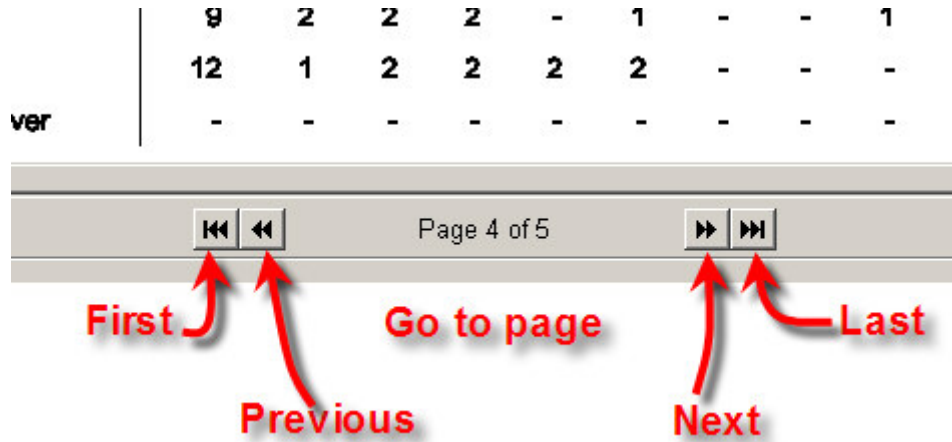 9 2 2 2 - 1 - - 1
12 1 2 2 2 2 - - -
ver - - - - - - - - -
Page 4 of 5
First Go to page Last
Previous Next